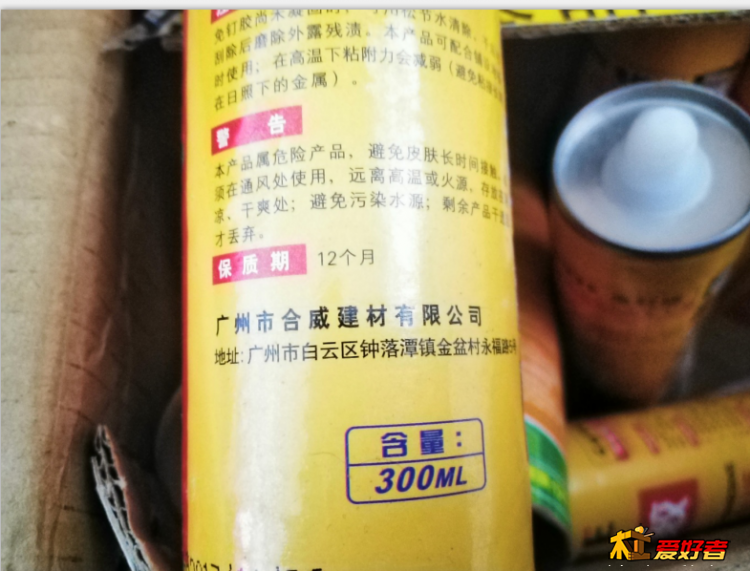 免钉胶尚未凝固时,可用松节水清除,
刮除后磨除外露残渍。本产品可配合铺
时使用;在高温下粘附力会减弱(避免粘
在日照下的金属)。
警 告
本产品属危险产品,避免皮肤长时间接触,
须在通风处使用,远离高温或火源,存放
凉、干爽处;避免污染水源;剩余产品干
才丢弃。
保质期 12个月
广州市合威建材有限公司
地址:广州市白云区钟落潭镇金盆村永福路5号
含量:
300ML
爱好者